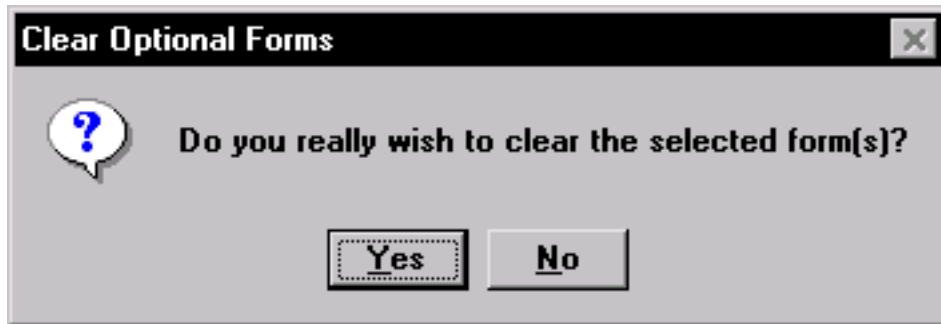 Clear Optional Forms
Do you really wish to clear the selected form(s)?
Yes No